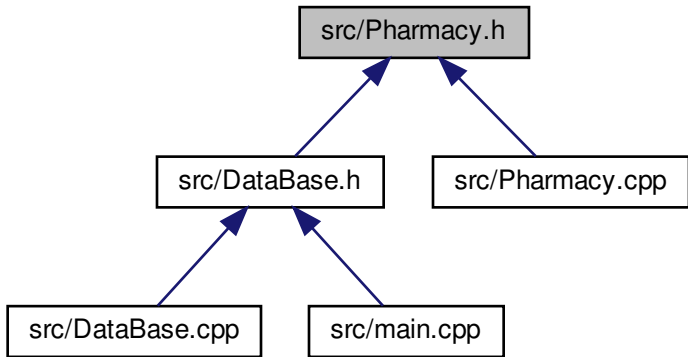 src/Pharmacy.h
src/DataBase.h
src/Pharmacy.cpp
src/DataBase.cpp
src/main.cpp